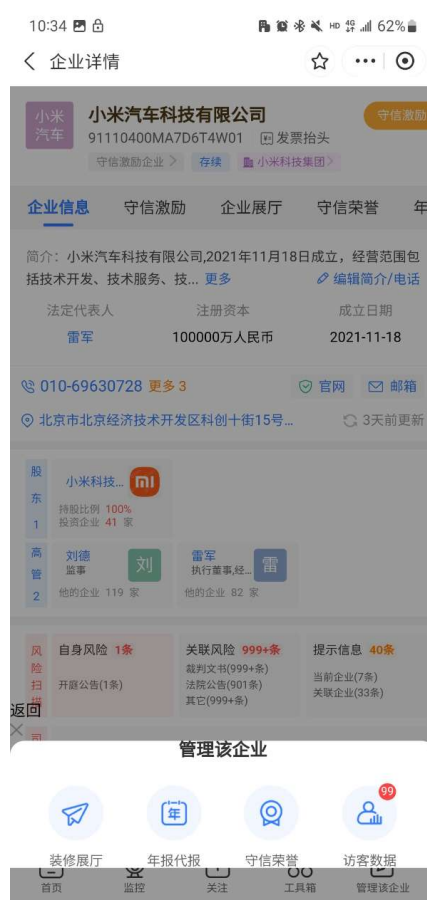 10:34 HD 4G 62%
企业详情
小米汽车
小米汽车科技有限公司
守信激励
91110400MA7D6T4W01 发票抬头
守信激励企业 > 存续 小米科技集团 >
企业信息 守信激励 企业展厅 守信荣誉 年
简介：小米汽车科技有限公司,2021年11月18日成立，经营范围包
括技术开发、技术服务、技... 更多 编辑简介/电话
法定代表人 注册资本 成立日期
雷军 100000万人民币 2021-11-18
010-69630728 更多 3 官网 邮箱
北京市北京经济技术开发区科创十街15号... 3天前更新
股东1
小米科技...
持股比例 100%
投资企业 41 家
高管2
刘德 刘
监事
他的企业 119 家
雷军 雷
执行董事,经...
他的企业 82 家
风险扫描
自身风险 1条 关联风险 999+条 提示信息 40条
开庭公告(1条)
裁判文书(999+条)
法院公告(901条)
其它(999+条)
当前企业(7条)
关联企业(33条)
返回
司
管理该企业
99
装修展厅 年报代报 守信荣誉 访客数据
首页 监控 关注 工具箱 管理该企业